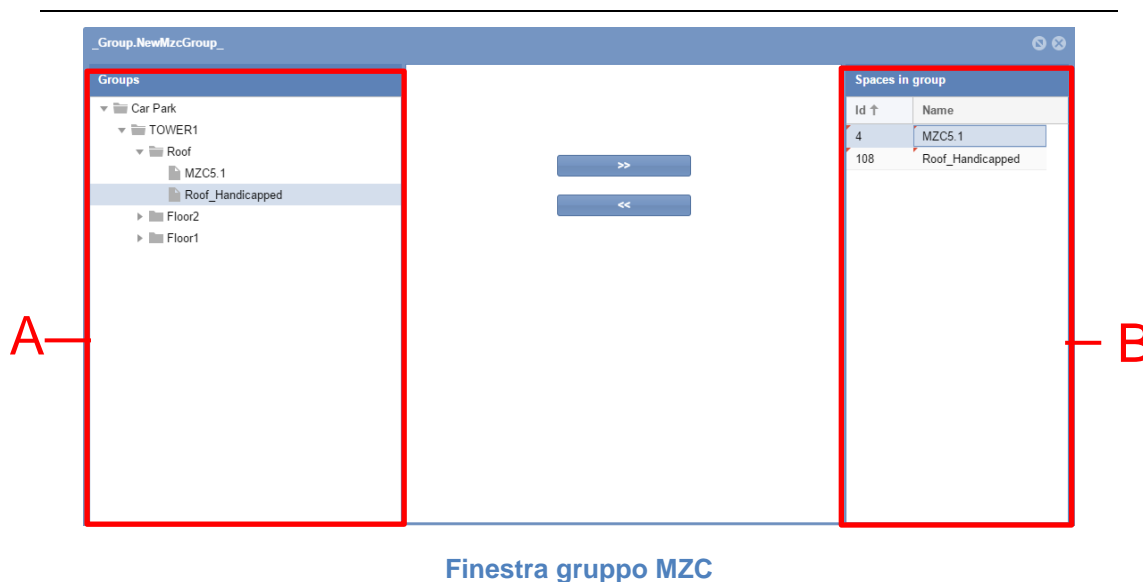 _Group.NewMzcGroup_
Groups
Spaces in group
Car Park
Id ↑ Name
TOWER1
4 MZC5.1
Roof
108 Roof_Handicapped
>>
MZC5.1
Roof_Handicapped
<<
Floor2
Floor1
A
B
Finestra gruppo MZC